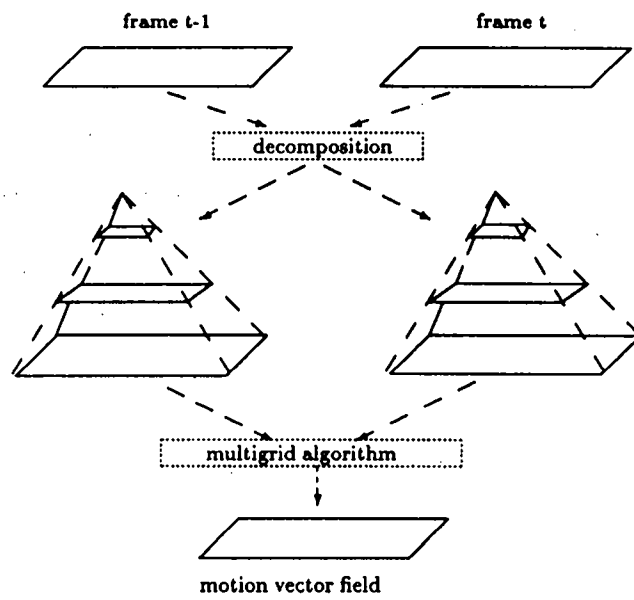 frame t-1
frame t
decomposition
multigrid algorithm
motion vector field